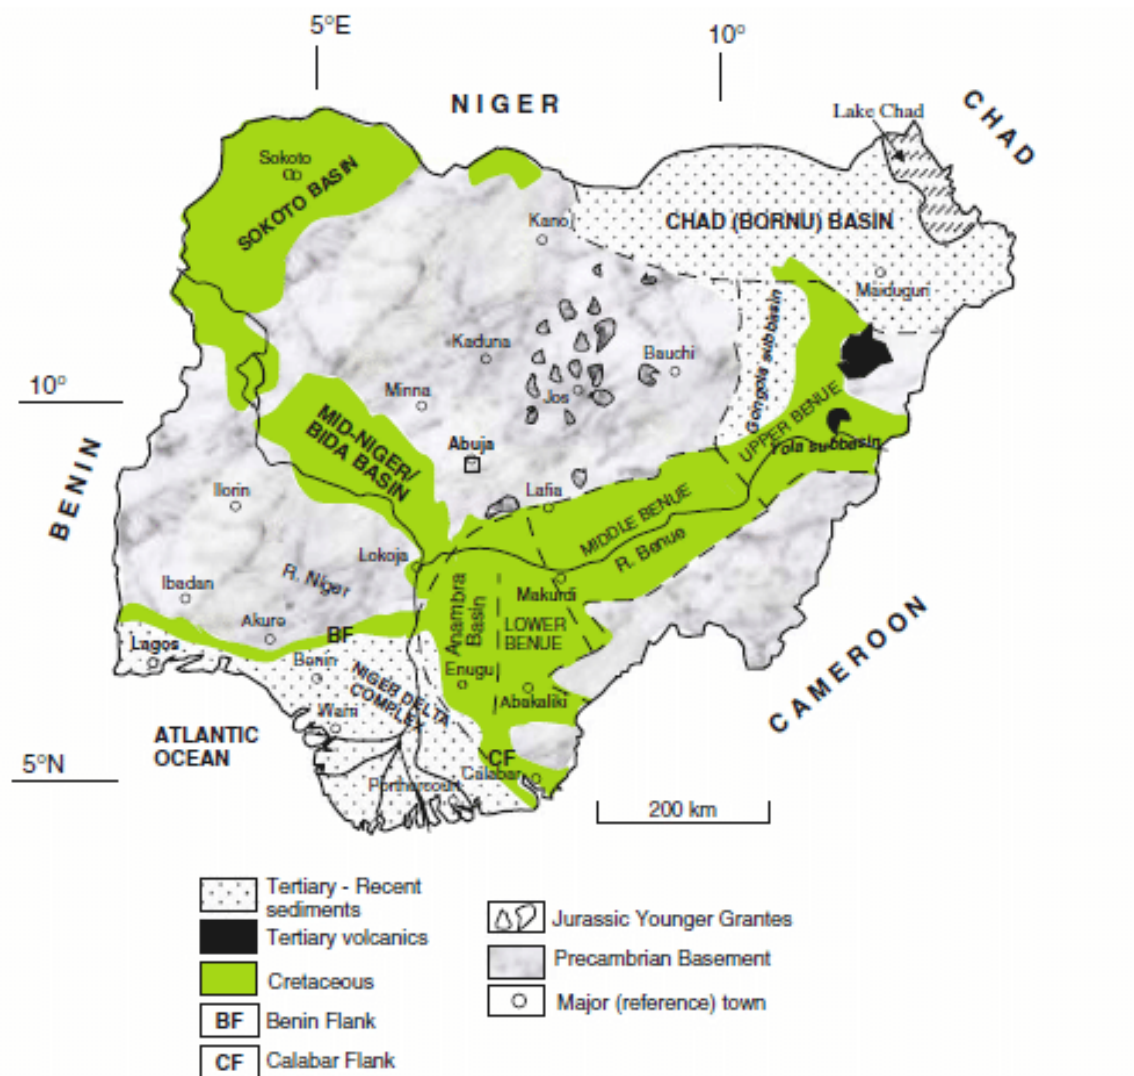 5°E
10°
NIGER
CHAD
Lake Chad
Sokoto
SOKOTO BASIN
Kano
CHAD (BORNU) BASIN
Maiduguri
Gongola subbasin
Kaduna
Bauchi
10°
Minna
Jos
UPPER BENUE
Yola subbasin
MID-NIGER/
BIDA BASIN
Abuja
BENIN
Ilorin
Lafia
MIDDLE BENUE
R. Benue
Lokoja
Ibadan
R. Niger
Makurdi
Anambra
Basin
LOWER
BENUE
Akure
BF
Lagos
Benin
Enugu
NIGER DELTA
COMPLEX
Abakaliki
CAMEROON
Warri
ATLANTIC
OCEAN
CF
5°N
Calabar
Portharcourt
200 km
Tertiary - Recent
sediments
Tertiary volcanics
Cretaceous
BF Benin Flank
CF Calabar Flank
Jurassic Younger Grantes
Precambrian Basement
Major (reference) town